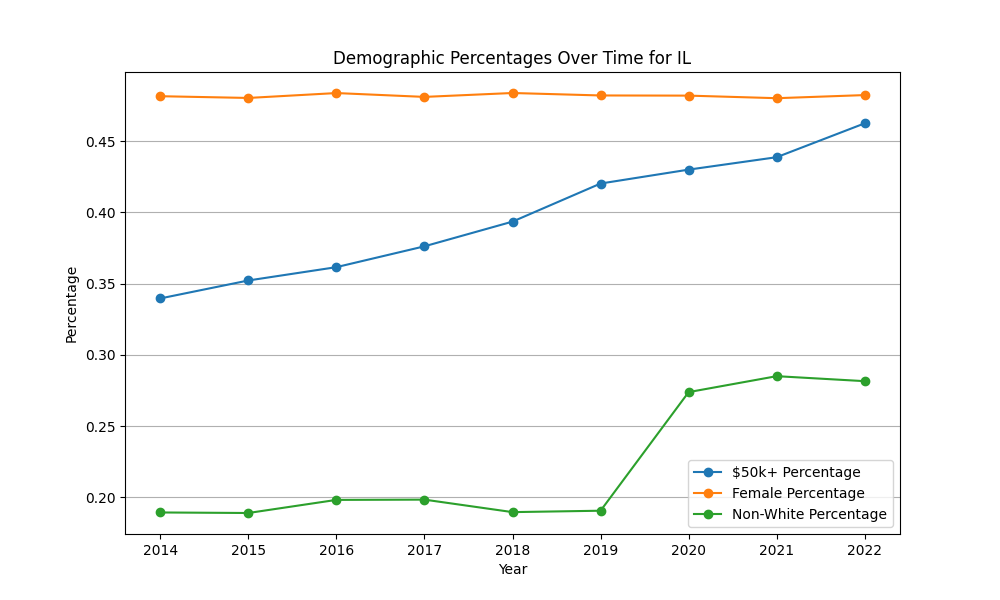 Demographic Percentages Over Time for IL
Percentage
0.45
0.40
0.35
0.30
0.25
0.20
$50k+ Percentage
Female Percentage
Non-White Percentage
2014 2015 2016 2017 2018 2019 2020 2021 2022
Year